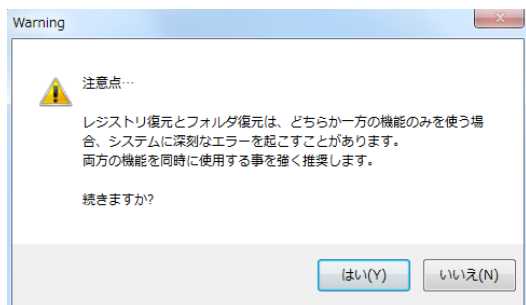 Warning
注意点…
レジストリ復元とフォルダ復元は、どちらか一方の機能のみを使う場
合、システムに深刻なエラーを起こすことがあります。
両方の機能を同時に使用する事を強く推奨します。
続きますか?
はい(Y)
いいえ(N)